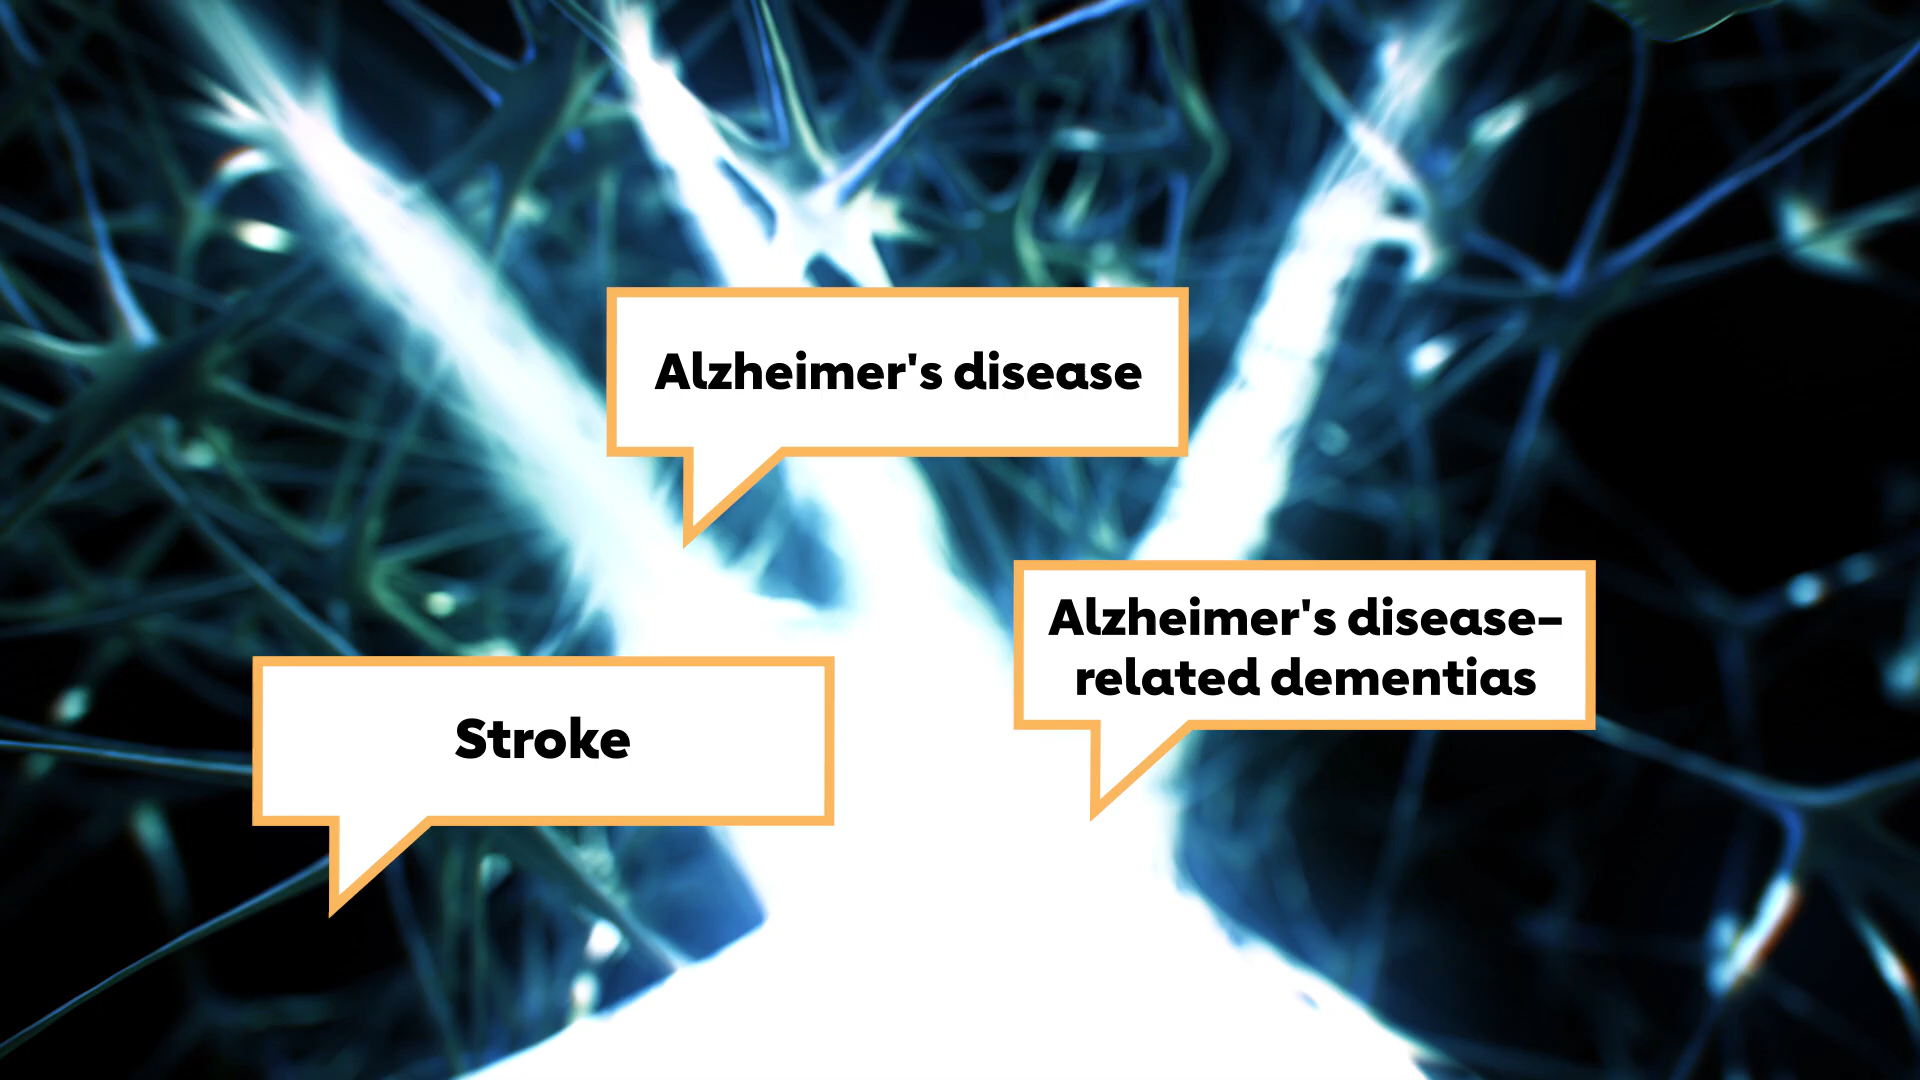 Alzheimer's disease
Alzheimer's disease–
related dementias
Stroke